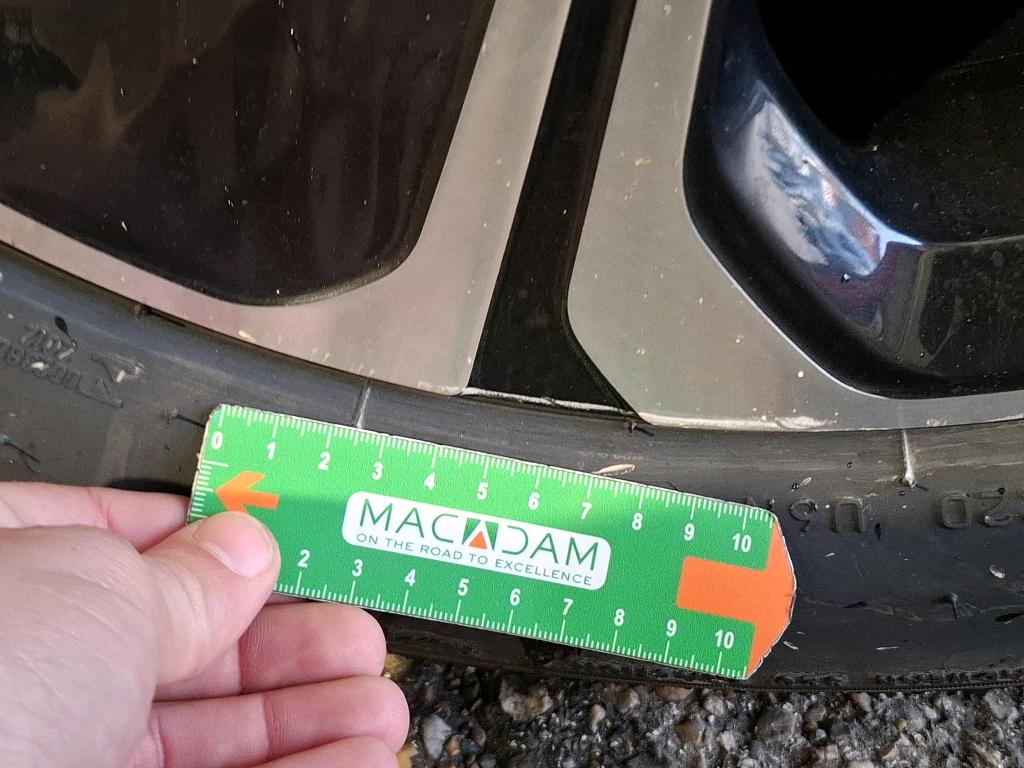 0 1 2 3 4 5 6 7 8 9 10
MACADAM
ON THE ROAD TO EXCELLENCE
2 3 4 5 6 7 8 9 10